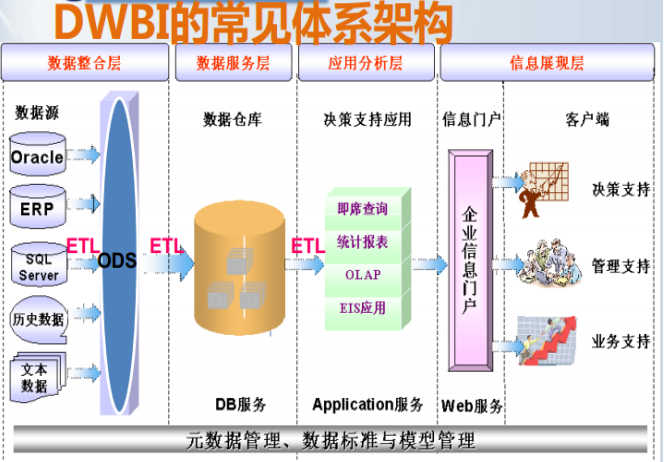 DWBI的常见体系架构
数据整合层
数据服务层
应用分析层
信息展现层
数据源
数据仓库
决策支持应用
信息门户
客户端
Oracle
ERP
SQL
Server
历史数据
文本
数据
ETL
ODS
ETL
ETL
即席查询
统计报表
OLAP
EIS应用
企业信息门户
决策支持
管理支持
业务支持
DB服务
Application服务
Web服务
元数据管理、数据标准与模型管理